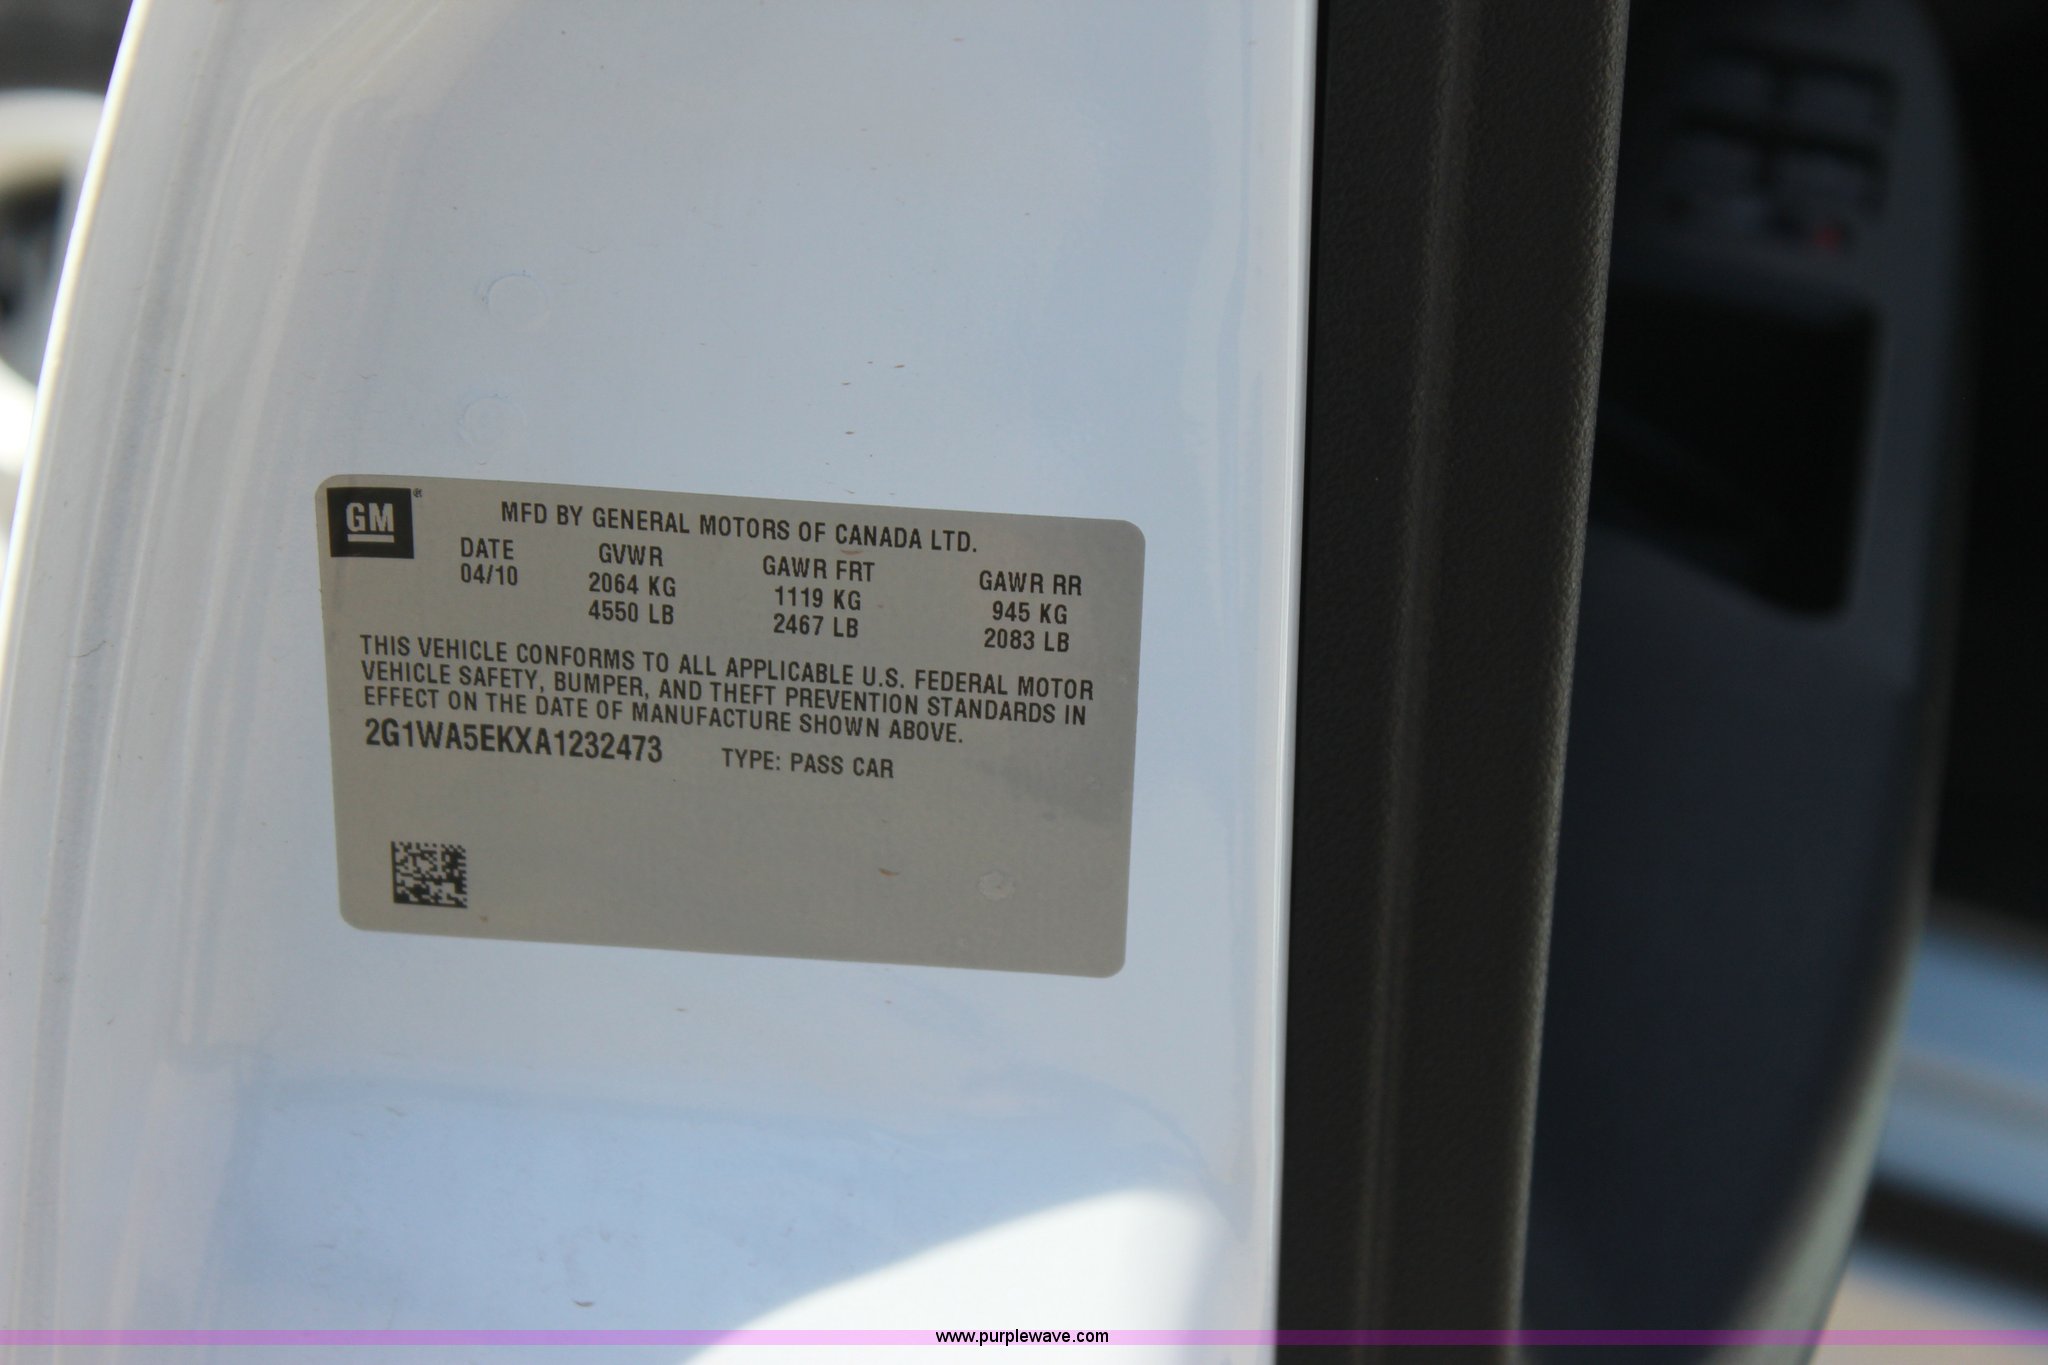 GM
MFD BY GENERAL MOTORS OF CANADA LTD.
DATE GVWR GAWR FRT GAWR RR
04/10 2064 KG 1119 KG 945 KG
4550 LB 2467 LB 2083 LB
THIS VEHICLE CONFORMS TO ALL APPLICABLE U.S. FEDERAL MOTOR
VEHICLE SAFETY, BUMPER, AND THEFT PREVENTION STANDARDS IN
EFFECT ON THE DATE OF MANUFACTURE SHOWN ABOVE.
2G1WA5EKXA1232473 TYPE: PASS CAR
www.purplewave.com